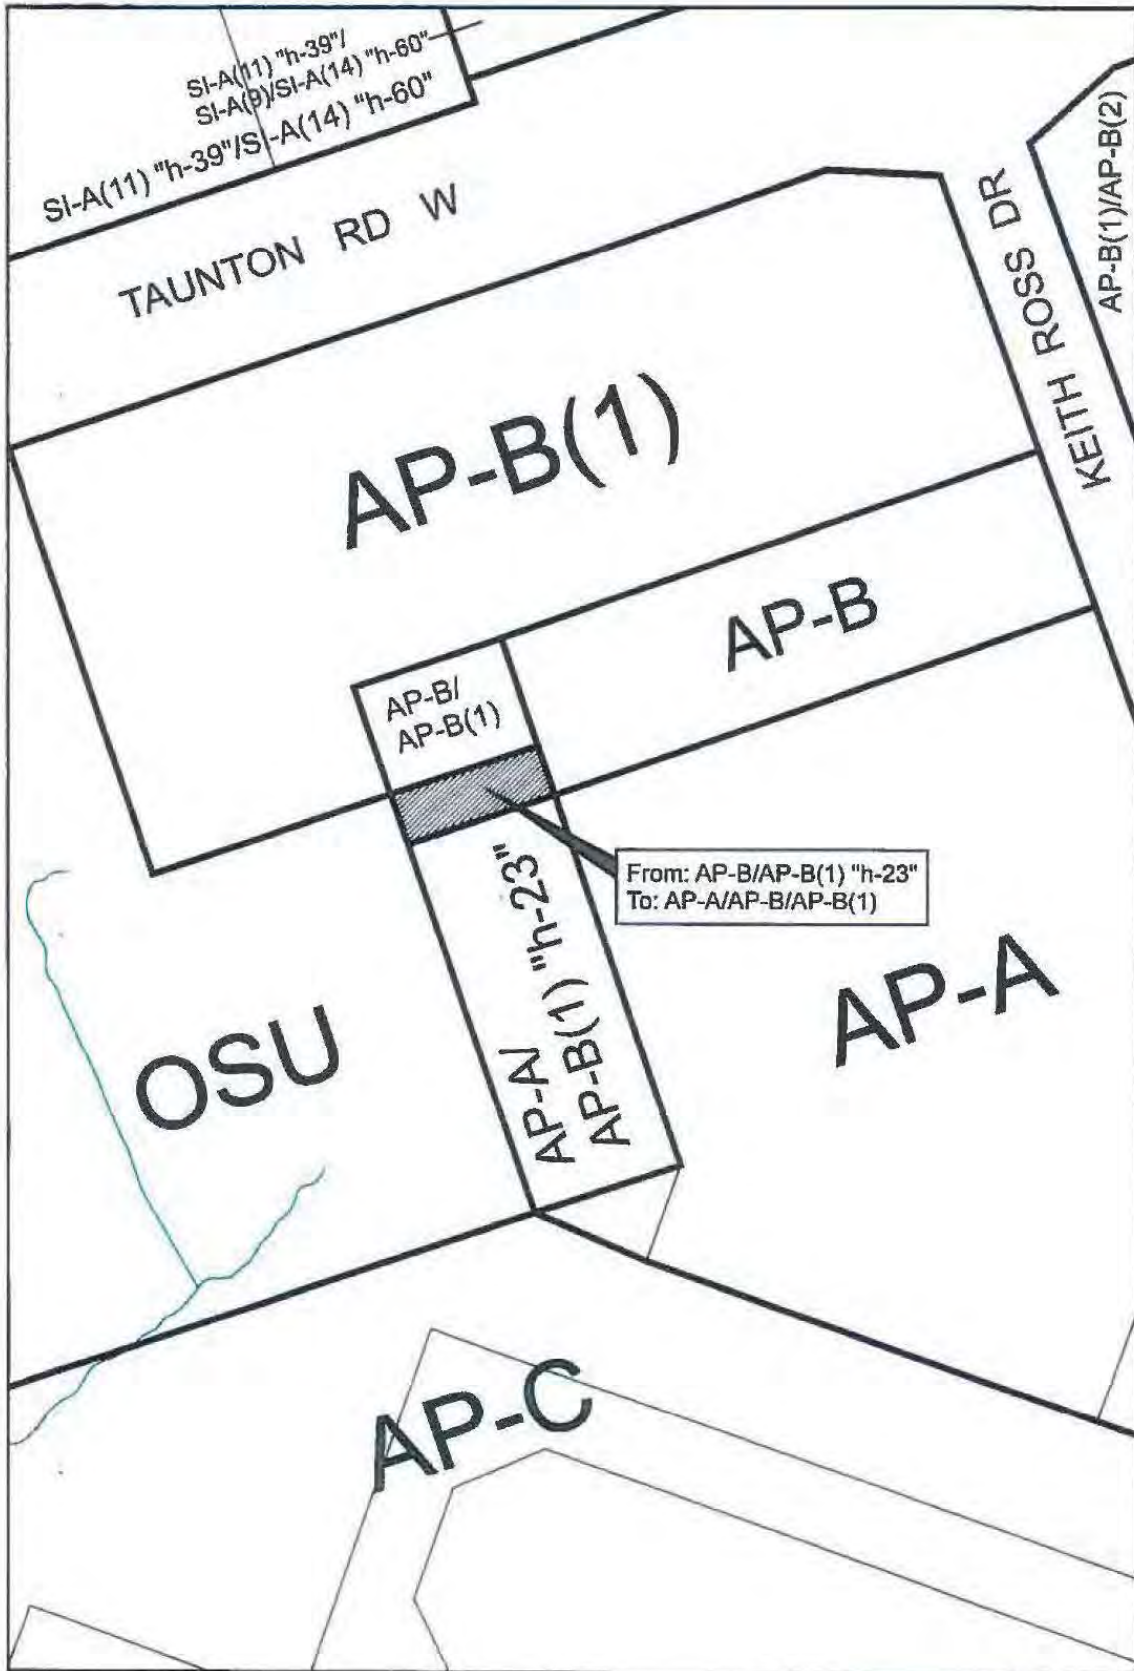 SI-A(11) "h-39"/
SI-A(9)/SI-A(14) "h-60"
SI-A(11) "h-39"/SI-A(14) "h-60"
TAUNTON RD W
KEITH ROSS DR
AP-B(1)/AP-B(2)
AP-B(1)
AP-B
AP-B/
AP-B(1)
From: AP-B/AP-B(1) "h-23"
To: AP-A/AP-B/AP-B(1)
AP-A/
AP-B(1) "h-23"
AP-A
OSU
AP-C